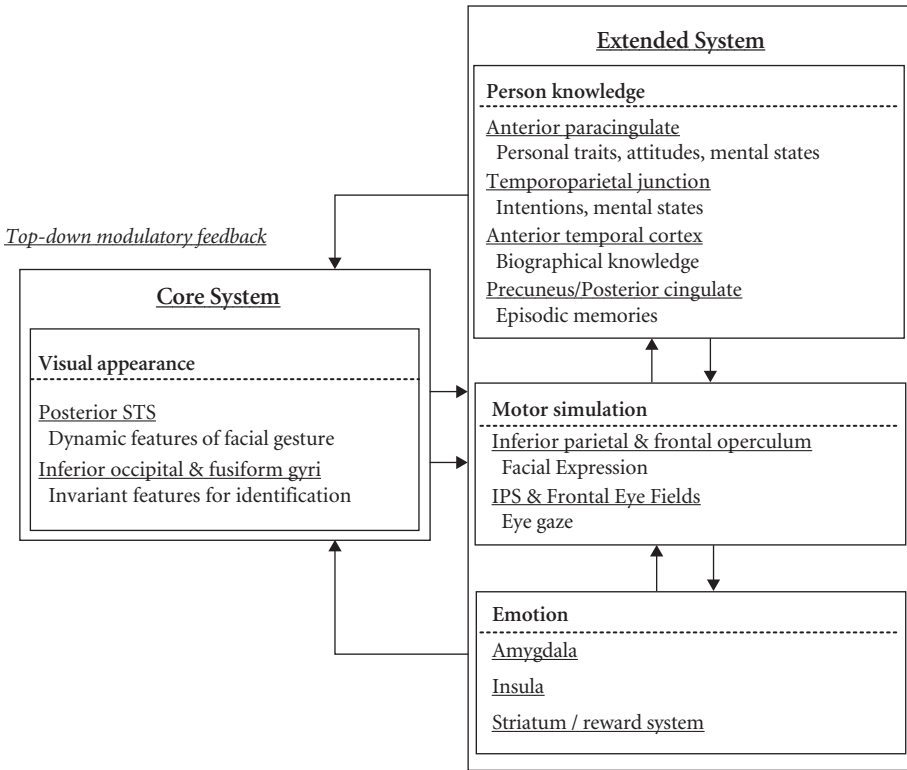 Extended System
Person knowledge
Anterior paracingulate
Personal traits, attitudes, mental states
Temporoparietal junction
Intentions, mental states
Anterior temporal cortex
Biographical knowledge
Precuneus/Posterior cingulate
Episodic memories
Top-down modulatory feedback
Core System
Visual appearance
Posterior STS
Dynamic features of facial gesture
Inferior occipital & fusiform gyri
Invariant features for identification
Motor simulation
Inferior parietal & frontal operculum
Facial Expression
IPS & Frontal Eye Fields
Eye gaze
Emotion
Amygdala
Insula
Striatum / reward system